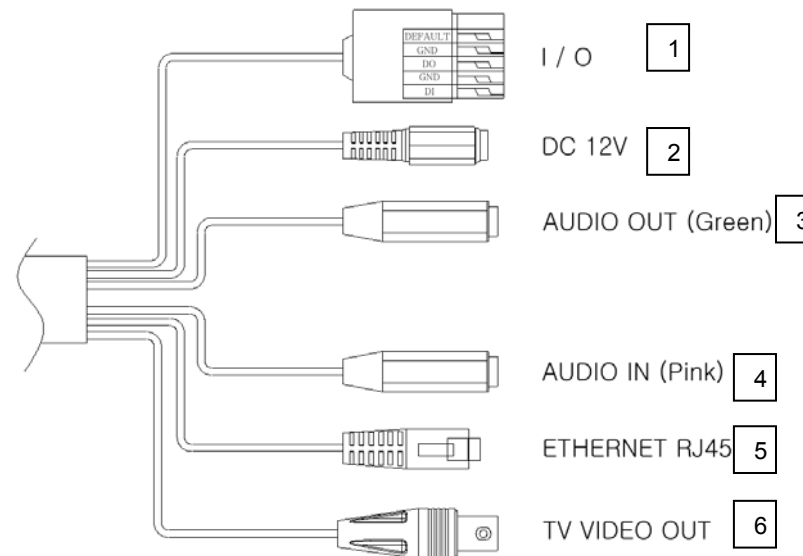 DEFAULT
GND
DO
GND
DI
I / O 1
DC 12V 2
AUDIO OUT (Green) 3
AUDIO IN (Pink) 4
ETHERNET RJ45 5
TV VIDEO OUT 6